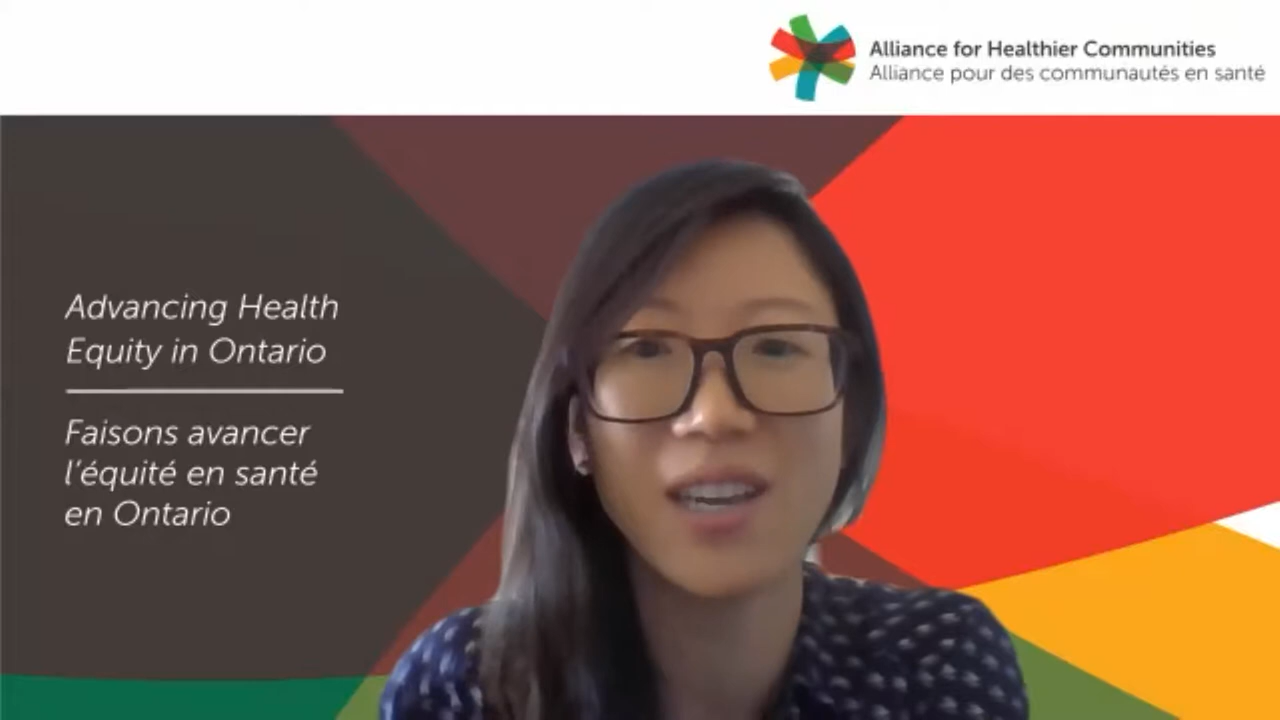 Alliance for Healthier Communities
Alliance pour des communautés en santé
Advancing Health
Equity in Ontario
Faisons avancer
l'équité en santé
en Ontario